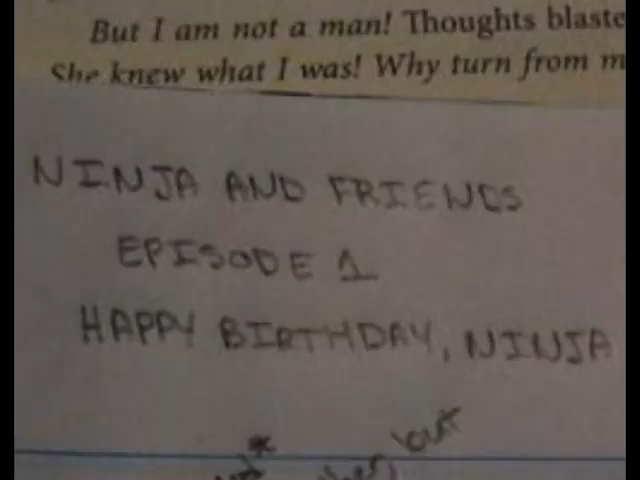 But I am not a man! Thoughts blaste
She knew what I was! Why turn from m
NINJA AND FRIENDS
EPISODE 1
HAPPY BIRTHDAY, NINJA
out